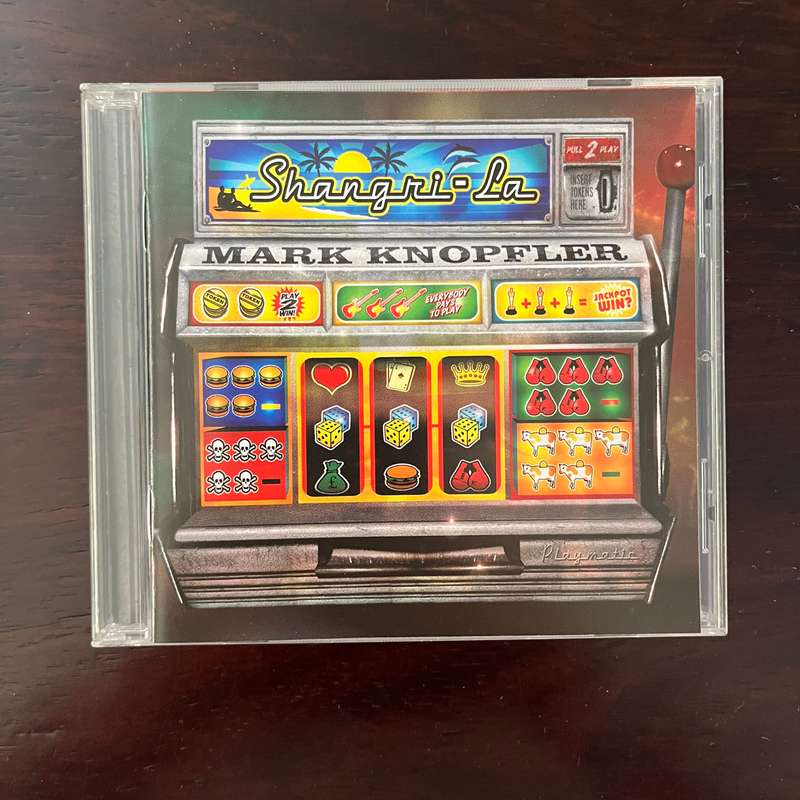 Shangri-La
PULL 2 PLAY
INSERT
TOKENS
HERE
MARK KNOPFLER
TOKEN
TOKEN
PLAY
2
WIN!
EVERYBODY
PAYS
TO PLAY
+ + =
JACKPOT
WIN?
£
Playmatic